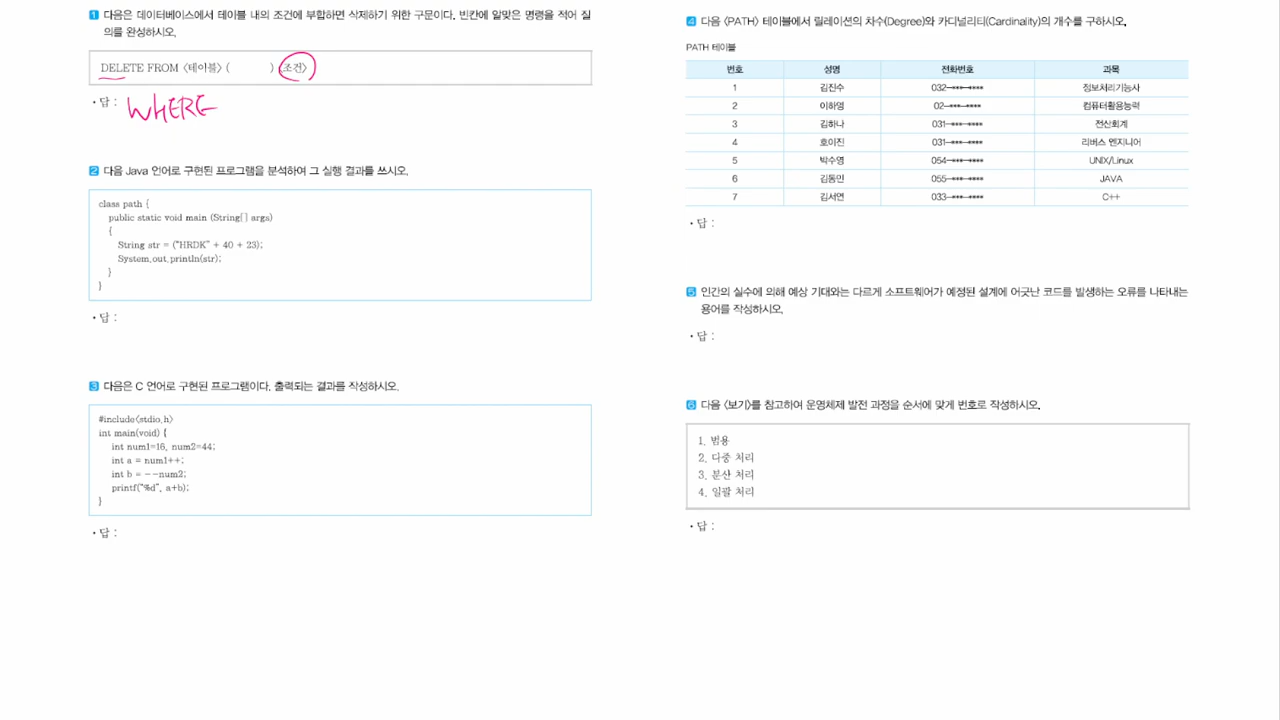 1 다음은 데이터베이스에서 테이블 내의 조건에 부합하면 삭제하기 위한 구문이다. 빈칸에 알맞은 명령을 적어 질
의를 완성하시오.
DELETE FROM 〈테이블〉 (          ) 〈조건〉
• 답 : WHERE
2 다음 Java 언어로 구현된 프로그램을 분석하여 그 실행 결과를 쓰시오.
class path {
public static void main (String[ ] args)
{
String str = ("HRDK" + 40 + 23);
System.out.println(str);
}
}
• 답 :
3 다음은 C 언어로 구현된 프로그램이다. 출력되는 결과를 작성하시오.
#include<stdio.h>
int main(void) {
int num1=16, num2=44;
int a = num1++;
int b = --num2;
printf("%d", a+b);
}
• 답 :
4 다음 〈PATH〉 테이블에서 릴레이션의 차수(Degree)와 카디널리티(Cardinality)의 개수를 구하시오.
PATH 테이블
번호 성명 전화번호 과목
1 김진수 032-***-**** 정보처리기능사
2 이하영 02-***-**** 컴퓨터활용능력
3 김하나 031-***-**** 전산회계
4 호이진 031-***-**** 리버스 엔지니어
5 박수영 054-***-**** UNIX/Linux
6 김동민 055-***-**** JAVA
7 김서연 033-***-**** C++
• 답 :
5 인간의 실수에 의해 예상 기대와는 다르게 소프트웨어가 예정된 설계에 어긋난 코드를 발생하는 오류를 나타내는
용어를 작성하시오.
• 답 :
6 다음 〈보기〉를 참고하여 운영체제 발전 과정을 순서에 맞게 번호로 작성하시오.
1. 범용
2. 다중 처리
3. 분산 처리
4. 일괄 처리
• 답 :